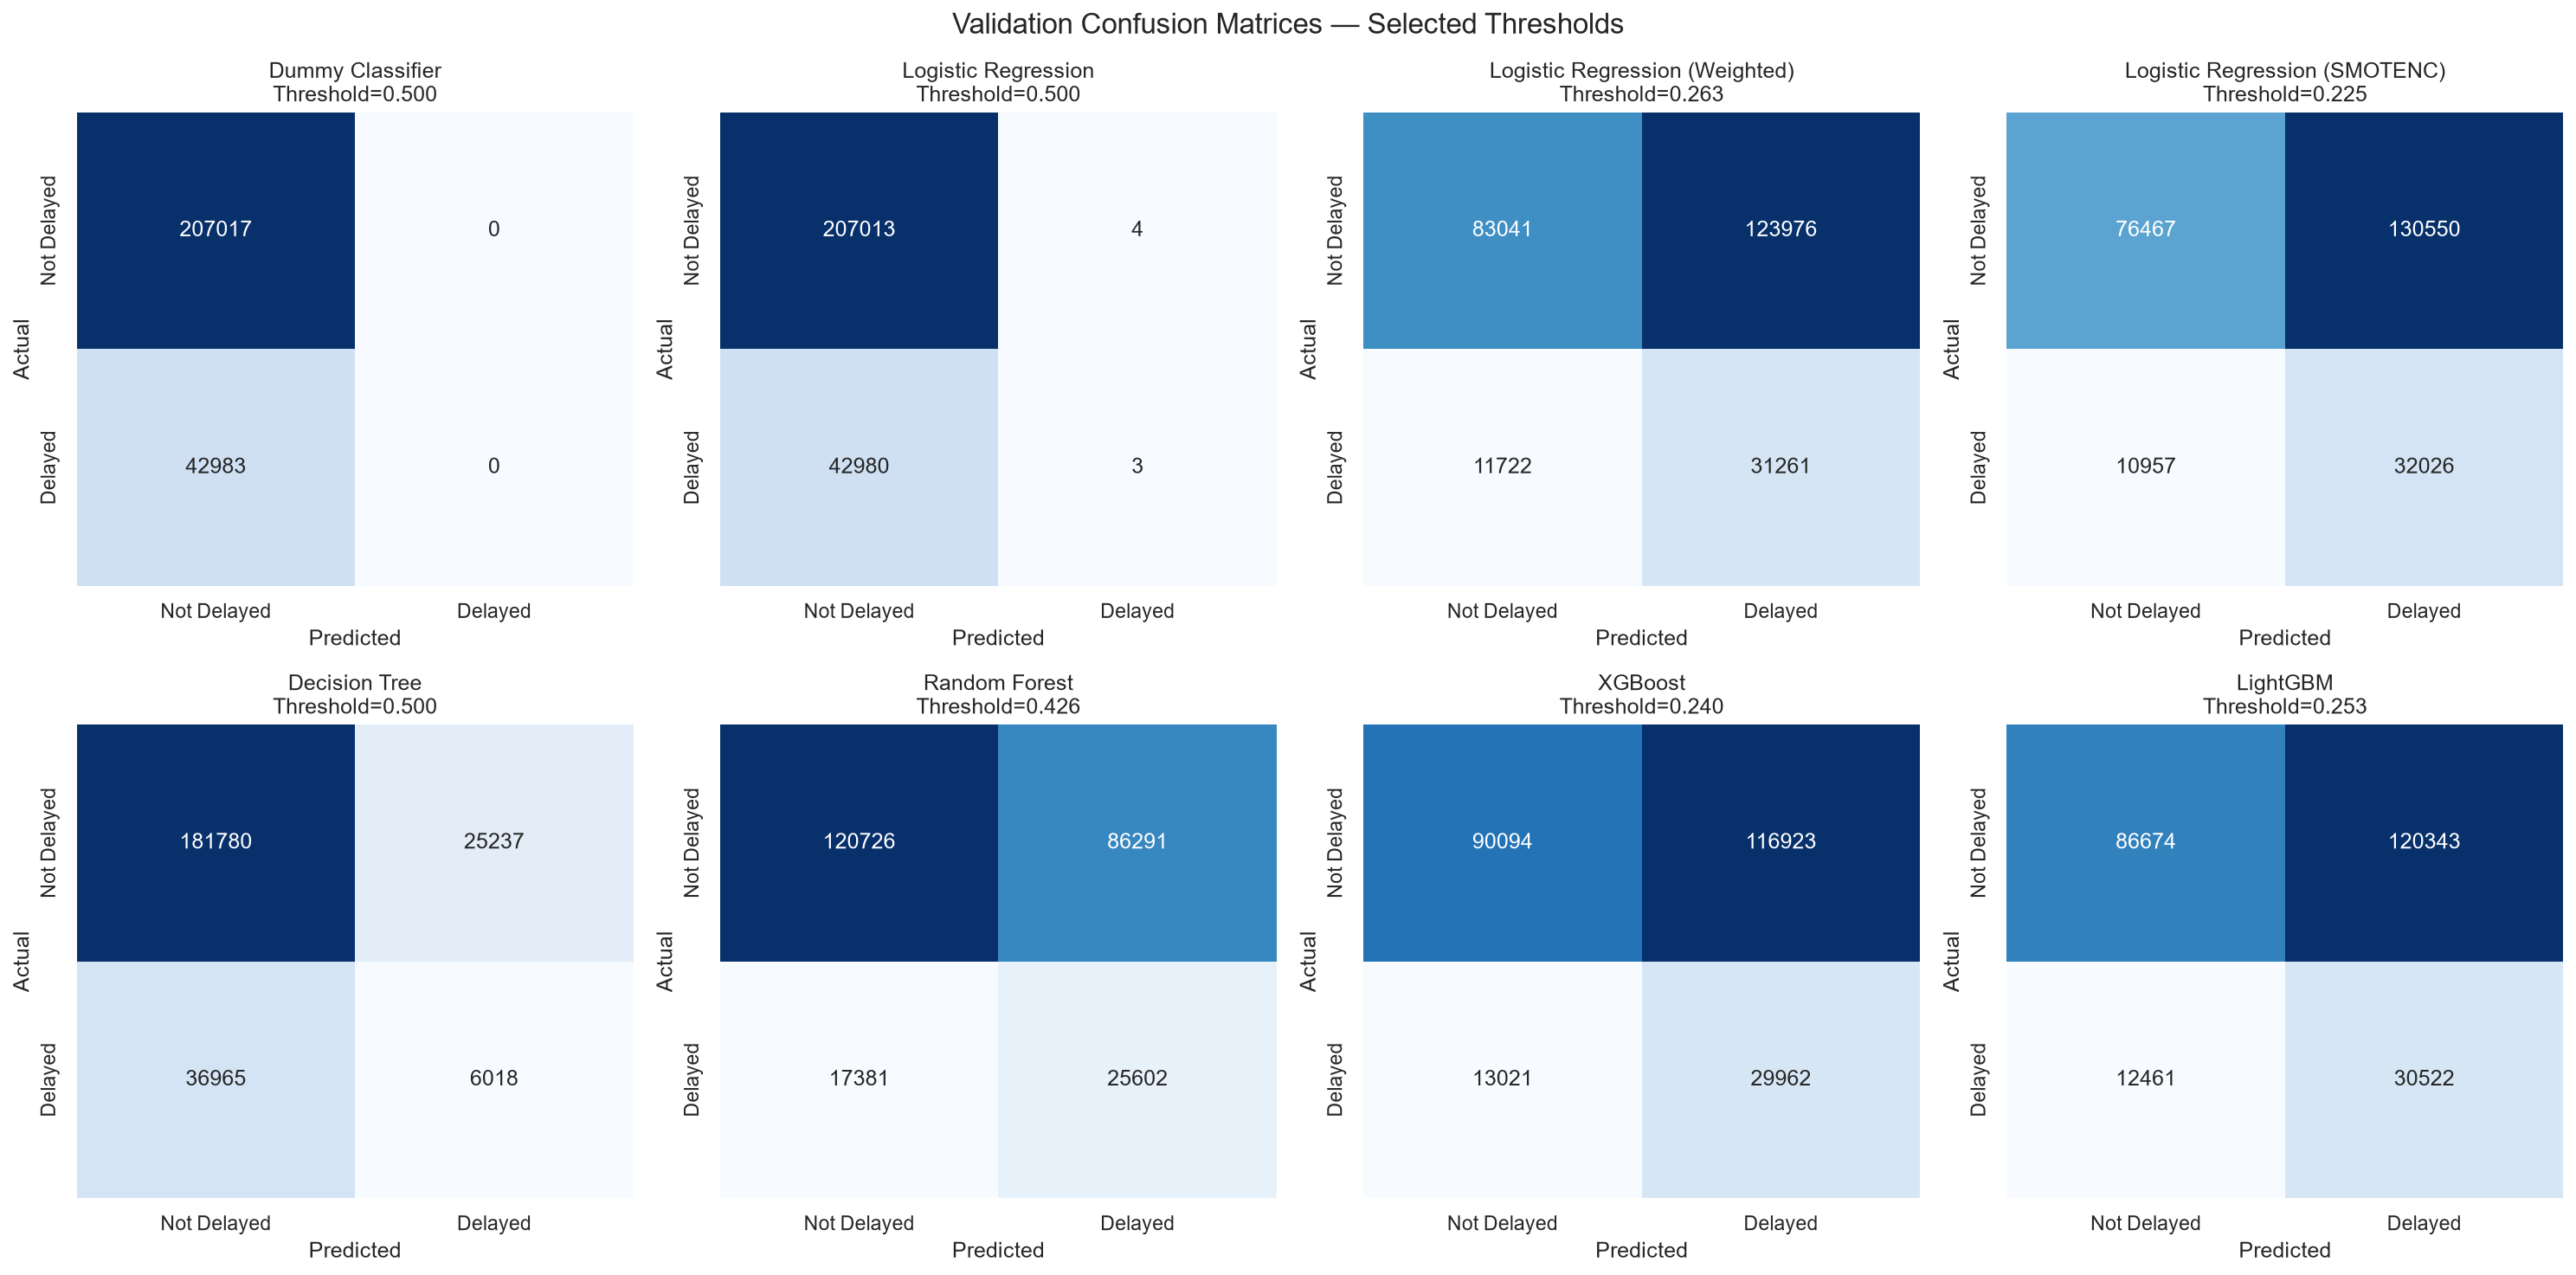 Validation Confusion Matrices — Selected Thresholds
Dummy Classifier
Threshold=0.500
Not Delayed
207017
0
Actual
Delayed
42983
0
Not Delayed
Delayed
Predicted
Logistic Regression
Threshold=0.500
Not Delayed
207013
4
Actual
Delayed
42980
3
Not Delayed
Delayed
Predicted
Logistic Regression (Weighted)
Threshold=0.263
Not Delayed
83041
123976
Actual
Delayed
11722
31261
Not Delayed
Delayed
Predicted
Logistic Regression (SMOTENC)
Threshold=0.225
Not Delayed
76467
130550
Actual
Delayed
10957
32026
Not Delayed
Delayed
Predicted
Decision Tree
Threshold=0.500
Not Delayed
181780
25237
Actual
Delayed
36965
6018
Not Delayed
Delayed
Predicted
Random Forest
Threshold=0.426
Not Delayed
120726
86291
Actual
Delayed
17381
25602
Not Delayed
Delayed
Predicted
XGBoost
Threshold=0.240
Not Delayed
90094
116923
Actual
Delayed
13021
29962
Not Delayed
Delayed
Predicted
LightGBM
Threshold=0.253
Not Delayed
86674
120343
Actual
Delayed
12461
30522
Not Delayed
Delayed
Predicted